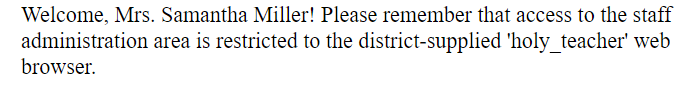 Welcome, Mrs. Samantha Miller! Please remember that access to the staff
administration area is restricted to the district-supplied 'holy_teacher' web
browser.